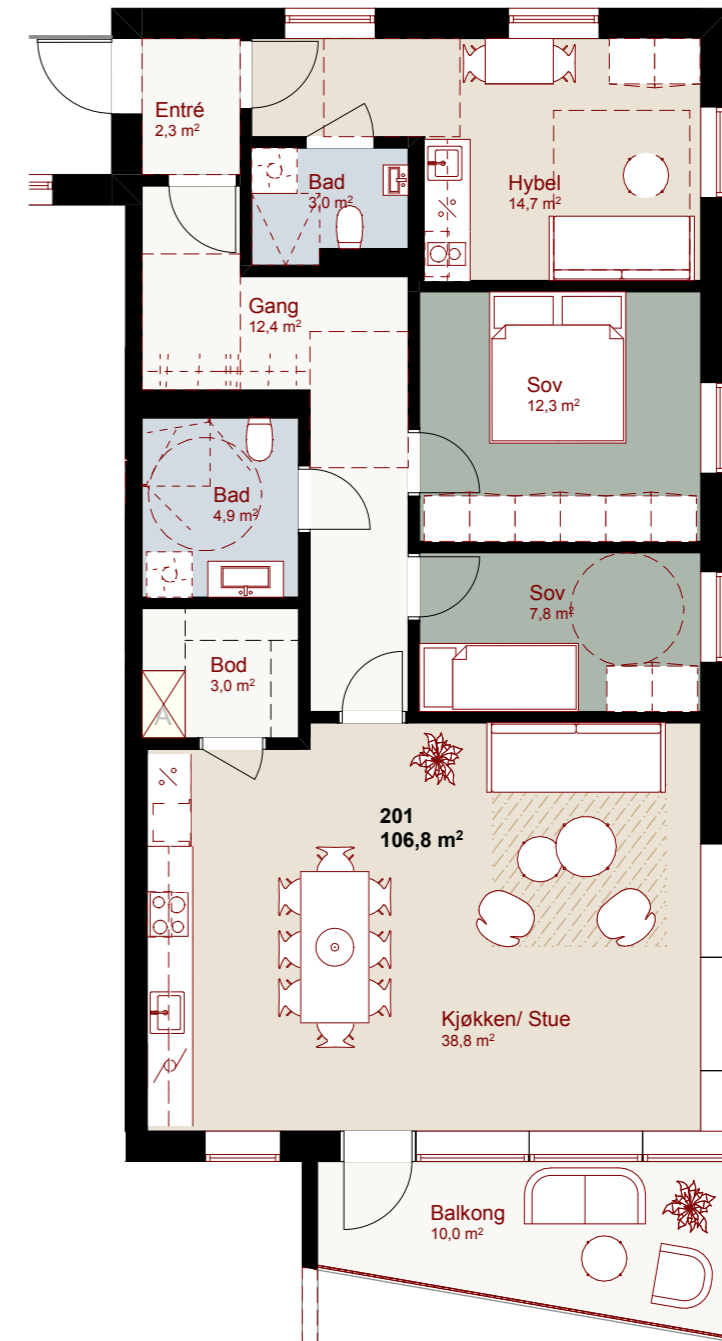 Entré
2,3 m²
Bad
3,0 m²
Hybel
14,7 m²
Gang
12,4 m²
Sov
12,3 m²
Bad
4,9 m²
Sov
7,8 m²
Bod
3,0 m²
A
201
106,8 m²
Kjøkken/ Stue
38,8 m²
Balkong
10,0 m²